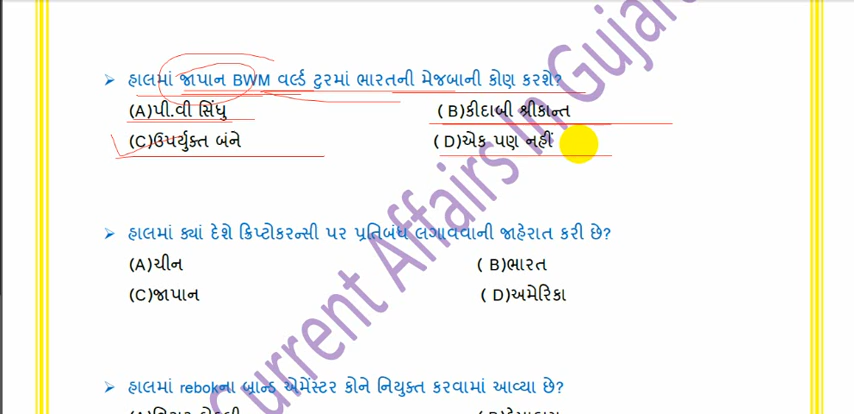 ➢ હાલમાં જાપાન BWM વર્લ્ડ ટુરમાં ભારતની મેજબાની કોણ કરશે?
(A)પી.વી સિંધુ ( B)કીદાબી શ્રીકાન્ત
(C)ઉપર્યુક્ત બંને (D)એક પણ નહીં
➢ હાલમાં ક્યાં દેશે ક્રિપ્ટોકરન્સી પર પ્રતિબંધ લગાવવાની જાહેરાત કરી છે?
(A)ચીન ( B)ભારત
(C)જાપાન ( D)અમેરિકા
➢ હાલમાં rebokના બ્રાન્ડ એમેંસ્ટર કોને નિયુક્ત કરવામાં આવ્યા છે?
Current Affairs In Gujara